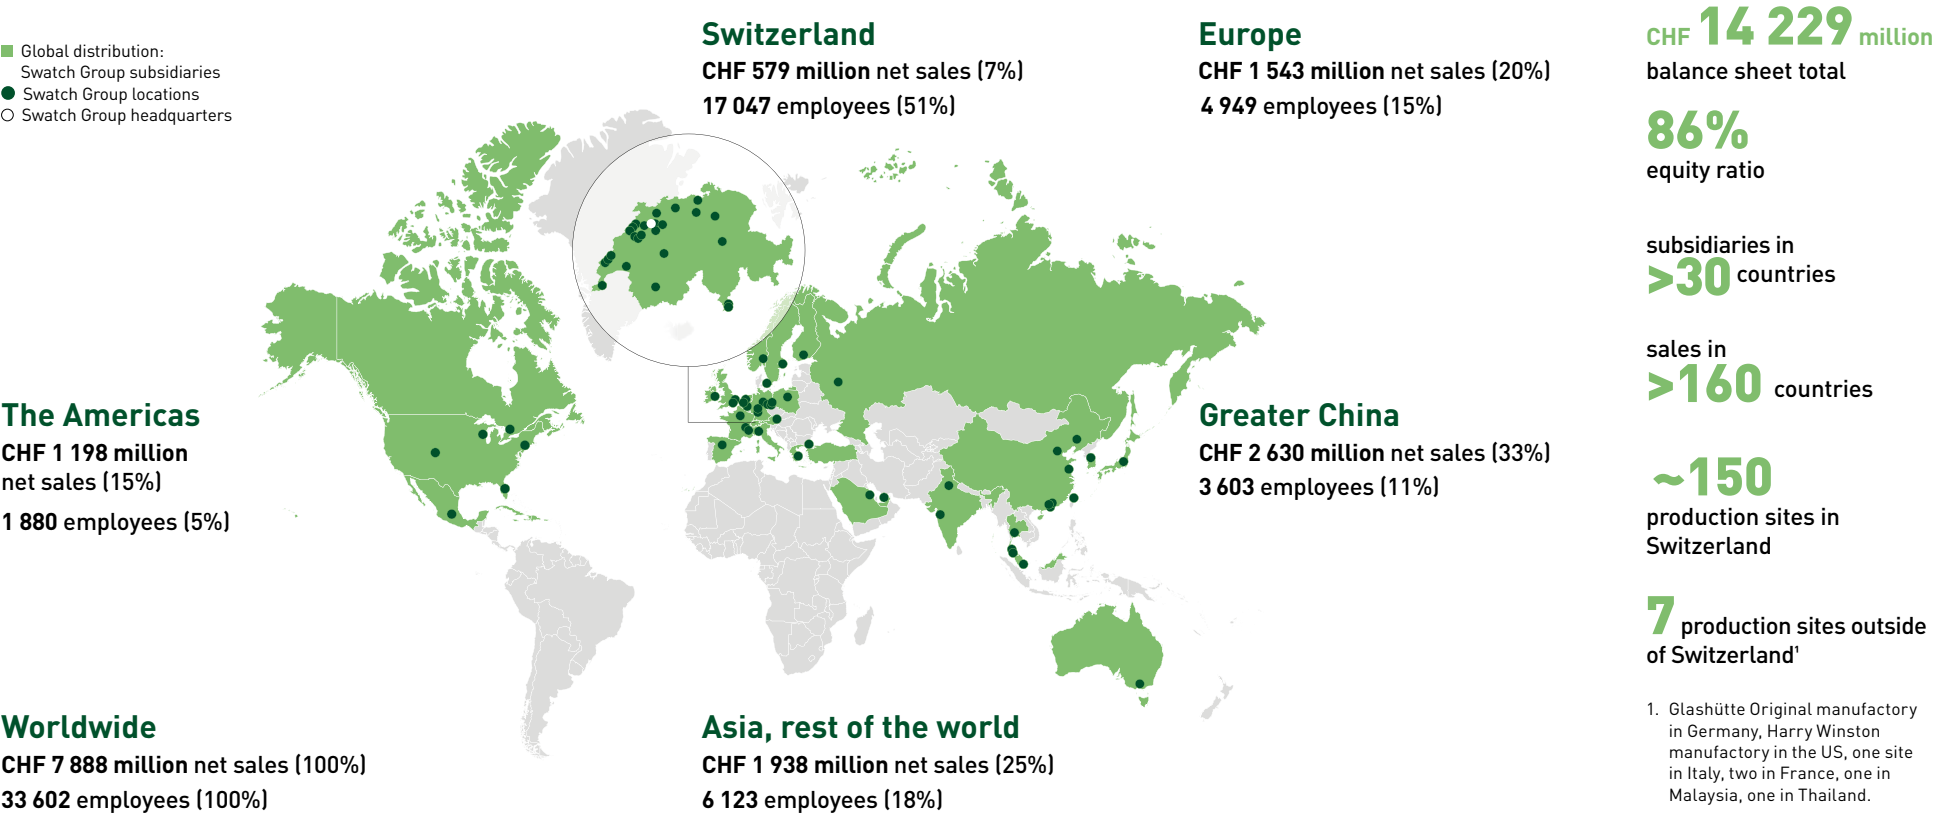 Global distribution:
Swatch Group subsidiaries
Swatch Group locations
Swatch Group headquarters
Switzerland
CHF 579 million net sales (7%)
17 047 employees (51%)
Europe
CHF 1 543 million net sales (20%)
4 949 employees (15%)
The Americas
CHF 1 198 million
net sales (15%)
1 880 employees (5%)
Greater China
CHF 2 630 million net sales (33%)
3 603 employees (11%)
Worldwide
CHF 7 888 million net sales (100%)
33 602 employees (100%)
Asia, rest of the world
CHF 1 938 million net sales (25%)
6 123 employees (18%)
CHF 14 229 million
balance sheet total
86%
equity ratio
subsidiaries in
>30 countries
sales in
>160 countries
~150
production sites in
Switzerland
7 production sites outside
of Switzerland¹
1. Glashütte Original manufactory
in Germany, Harry Winston
manufactory in the US, one site
in Italy, two in France, one in
Malaysia, one in Thailand.